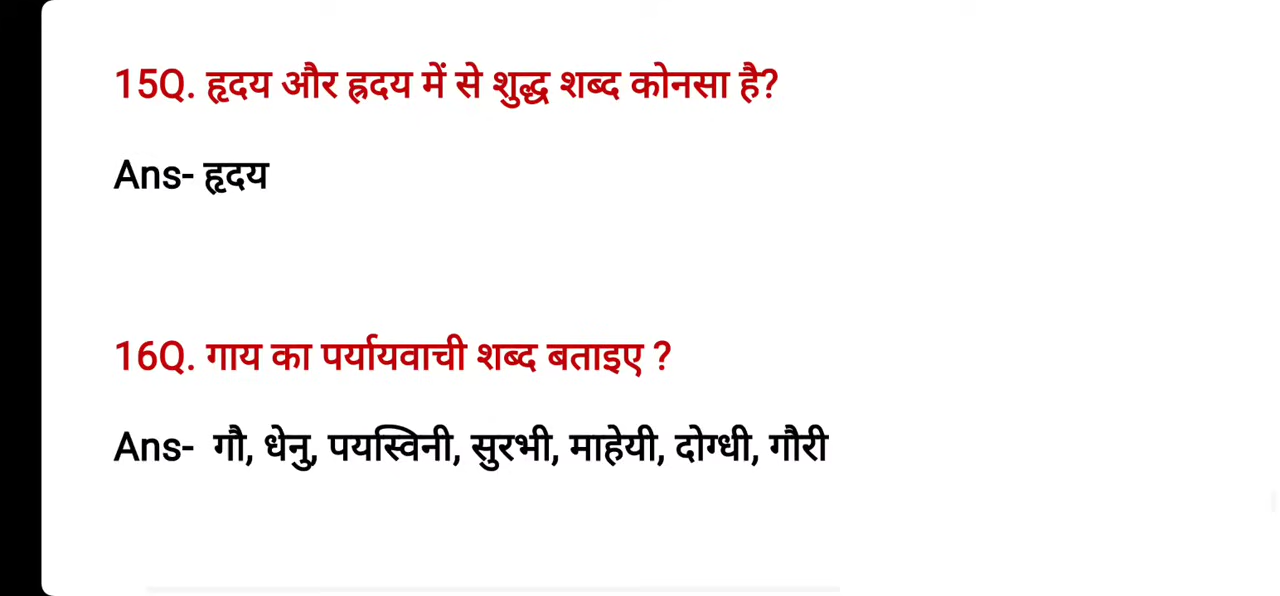 15Q. हृदय और ह्रदय में से शुद्ध शब्द कोनसा है?
Ans- हृदय
16Q. गाय का पर्यायवाची शब्द बताइए ?
Ans- गौ, धेनु, पयस्विनी, सुरभी, माहेयी, दोग्धी, गौरी